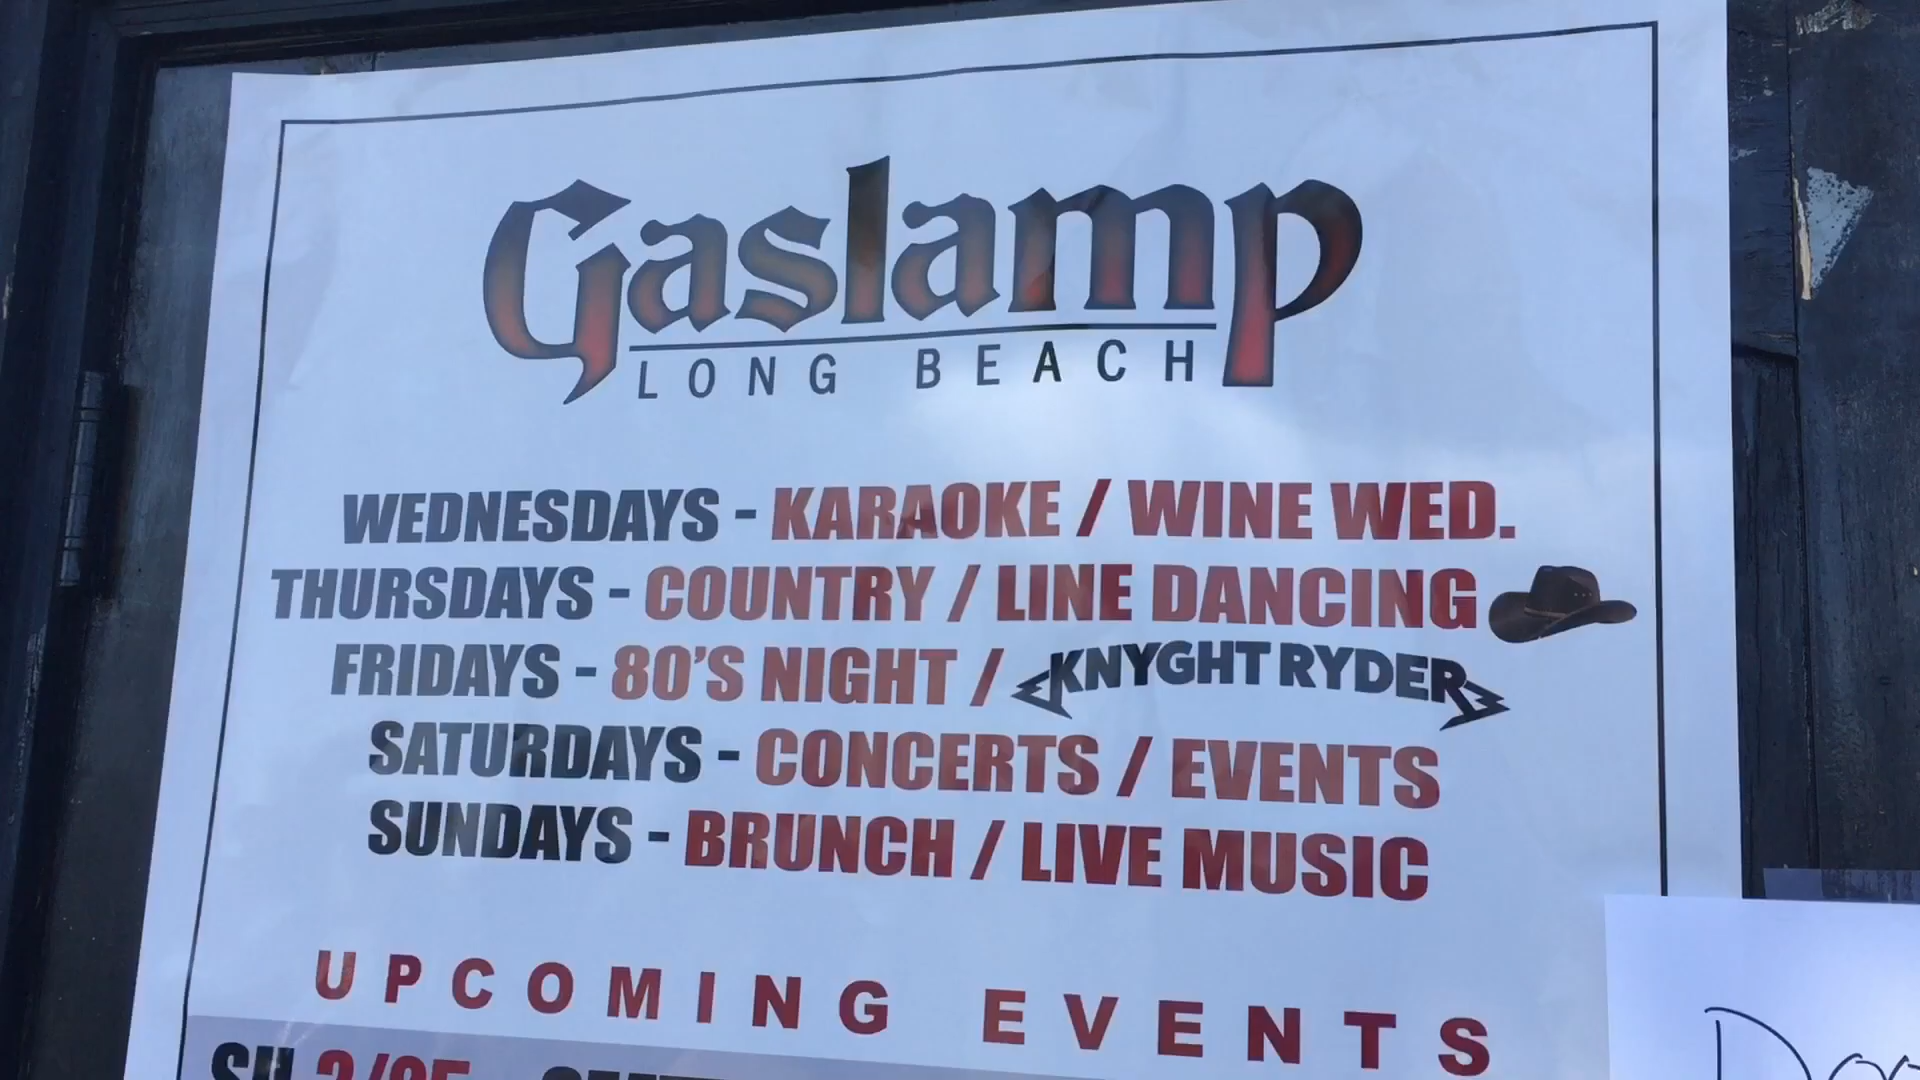 Gaslamp
LONG BEACH
WEDNESDAYS - KARAOKE / WINE WED.
THURSDAYS - COUNTRY / LINE DANCING
FRIDAYS - 80'S NIGHT / KNYGHT RYDER
SATURDAYS - CONCERTS / EVENTS
SUNDAYS - BRUNCH / LIVE MUSIC
UPCOMING EVENTS